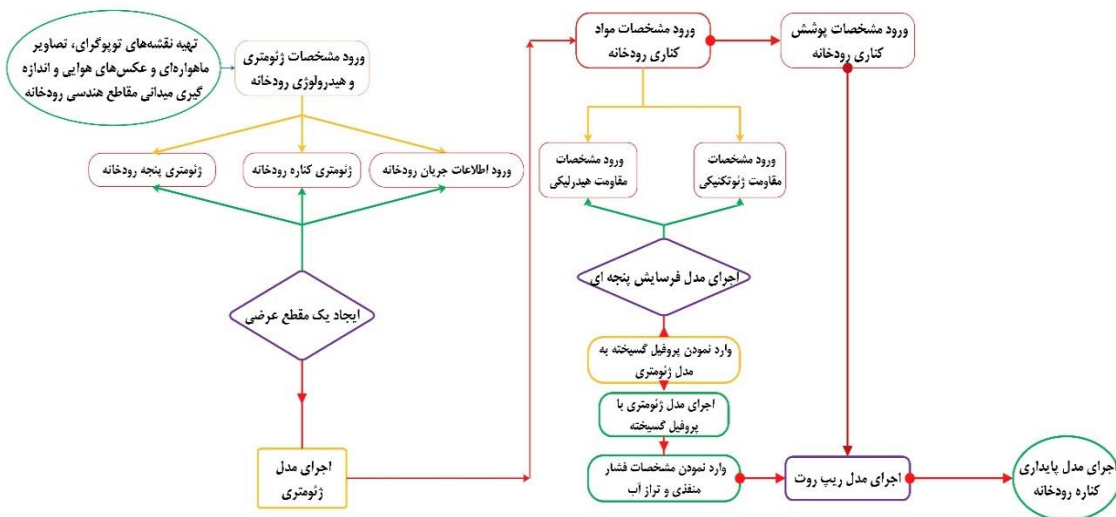 تهیه نقشه‌های توپوگرای، تصاویر
ماهواره‌ای و عکس‌های هوایی و اندازه
گیری میدانی مقاطع هندسی رودخانه
ورود مشخصات ژئومتری
و هیدرولوژی رودخانه
ژئومتری پنجه رودخانه
ژئومتری کناره رودخانه
ورود اطلاعات جریان رودخانه
ایجاد یک مقطع عرضی
اجرای مدل
ژئومتری
ورود مشخصات مواد
کناری رودخانه
ورود مشخصات پوشش
کناری رودخانه
ورود مشخصات
مقاومت هیدرلیکی
ورود مشخصات
مقاومت ژئوتکنیکی
اجرای مدل فرسایش پنجه ای
وارد نمودن پروفیل گسیخته به
مدل ژئومتری
اجرای مدل ژئومتری با
پروفیل گسیخته
وارد نمودن مشخصات فشار
منفذی و تراز آب
اجرای مدل ریپ روت
اجرای مدل پایداری
کناره رودخانه